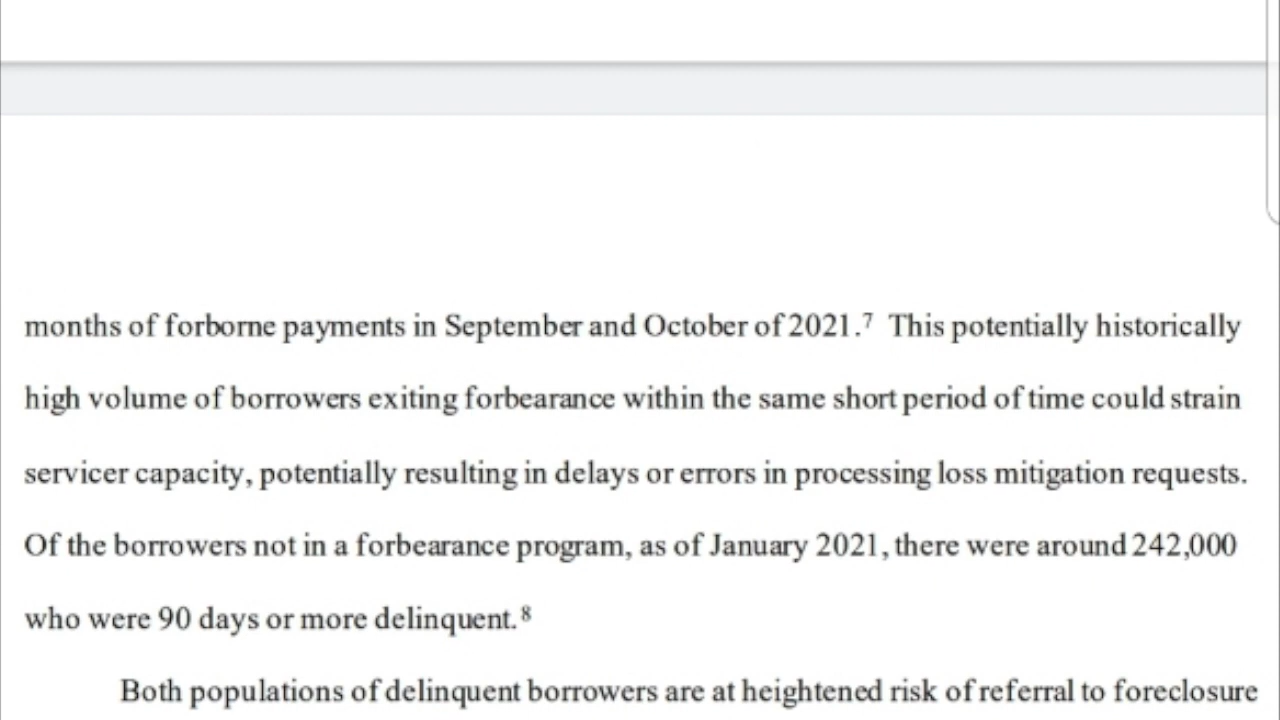 months of forborne payments in September and October of 2021.⁷ This potentially historically
high volume of borrowers exiting forbearance within the same short period of time could strain
servicer capacity, potentially resulting in delays or errors in processing loss mitigation requests.
Of the borrowers not in a forbearance program, as of January 2021, there were around 242,000
who were 90 days or more delinquent.⁸
Both populations of delinquent borrowers are at heightened risk of referral to foreclosure